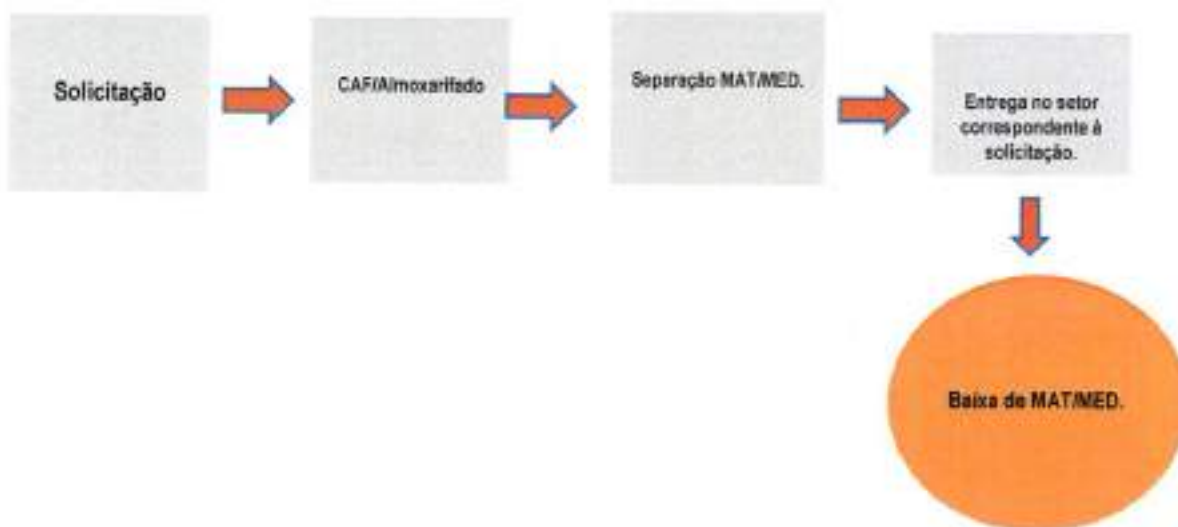 Solicitação
CAF/Almoxarifado
Separação MAT/MED.
Entrega no setor
correspondente à
solicitação.
Baixa de MAT/MED.